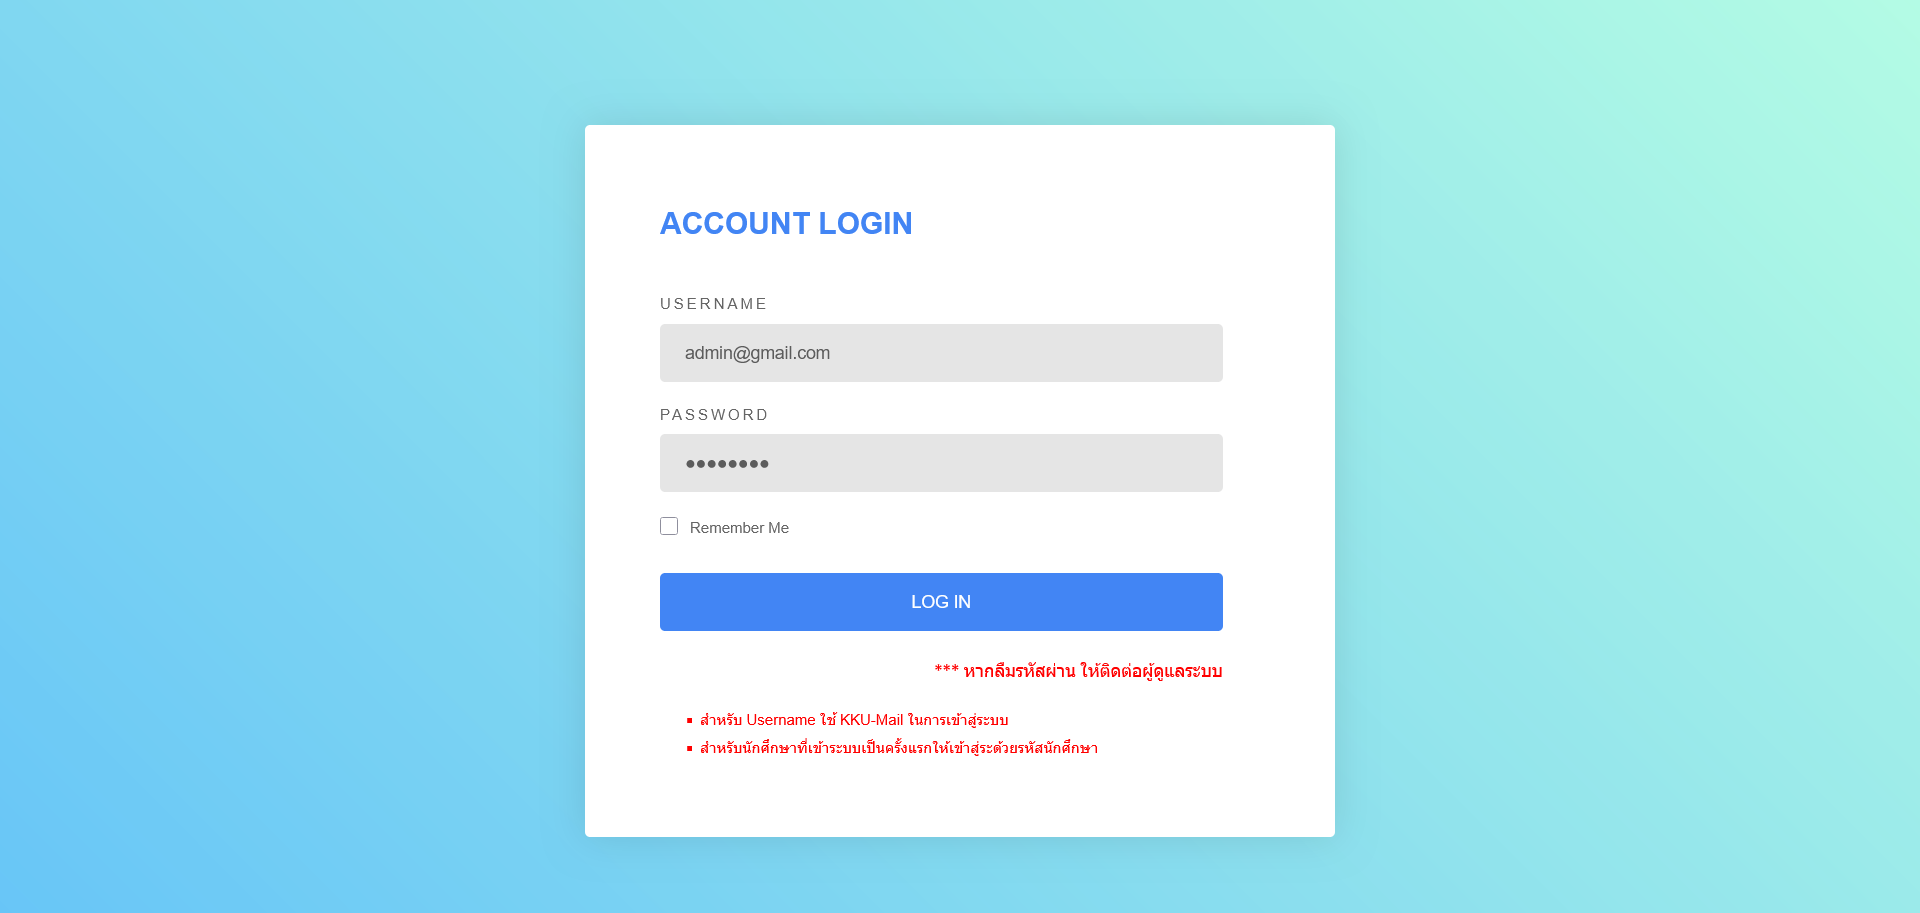 ACCOUNT LOGIN
USERNAME
admin@gmail.com
PASSWORD
••••••••
Remember Me
LOG IN
*** หากลืมรหัสผ่าน ให้ติดต่อผู้ดูแลระบบ
สำหรับ Username ใช้ KKU-Mail ในการเข้าสู่ระบบ
สำหรับนักศึกษาที่เข้าระบบเป็นครั้งแรกให้เข้าสู่ระด้วยรหัสนักศึกษา